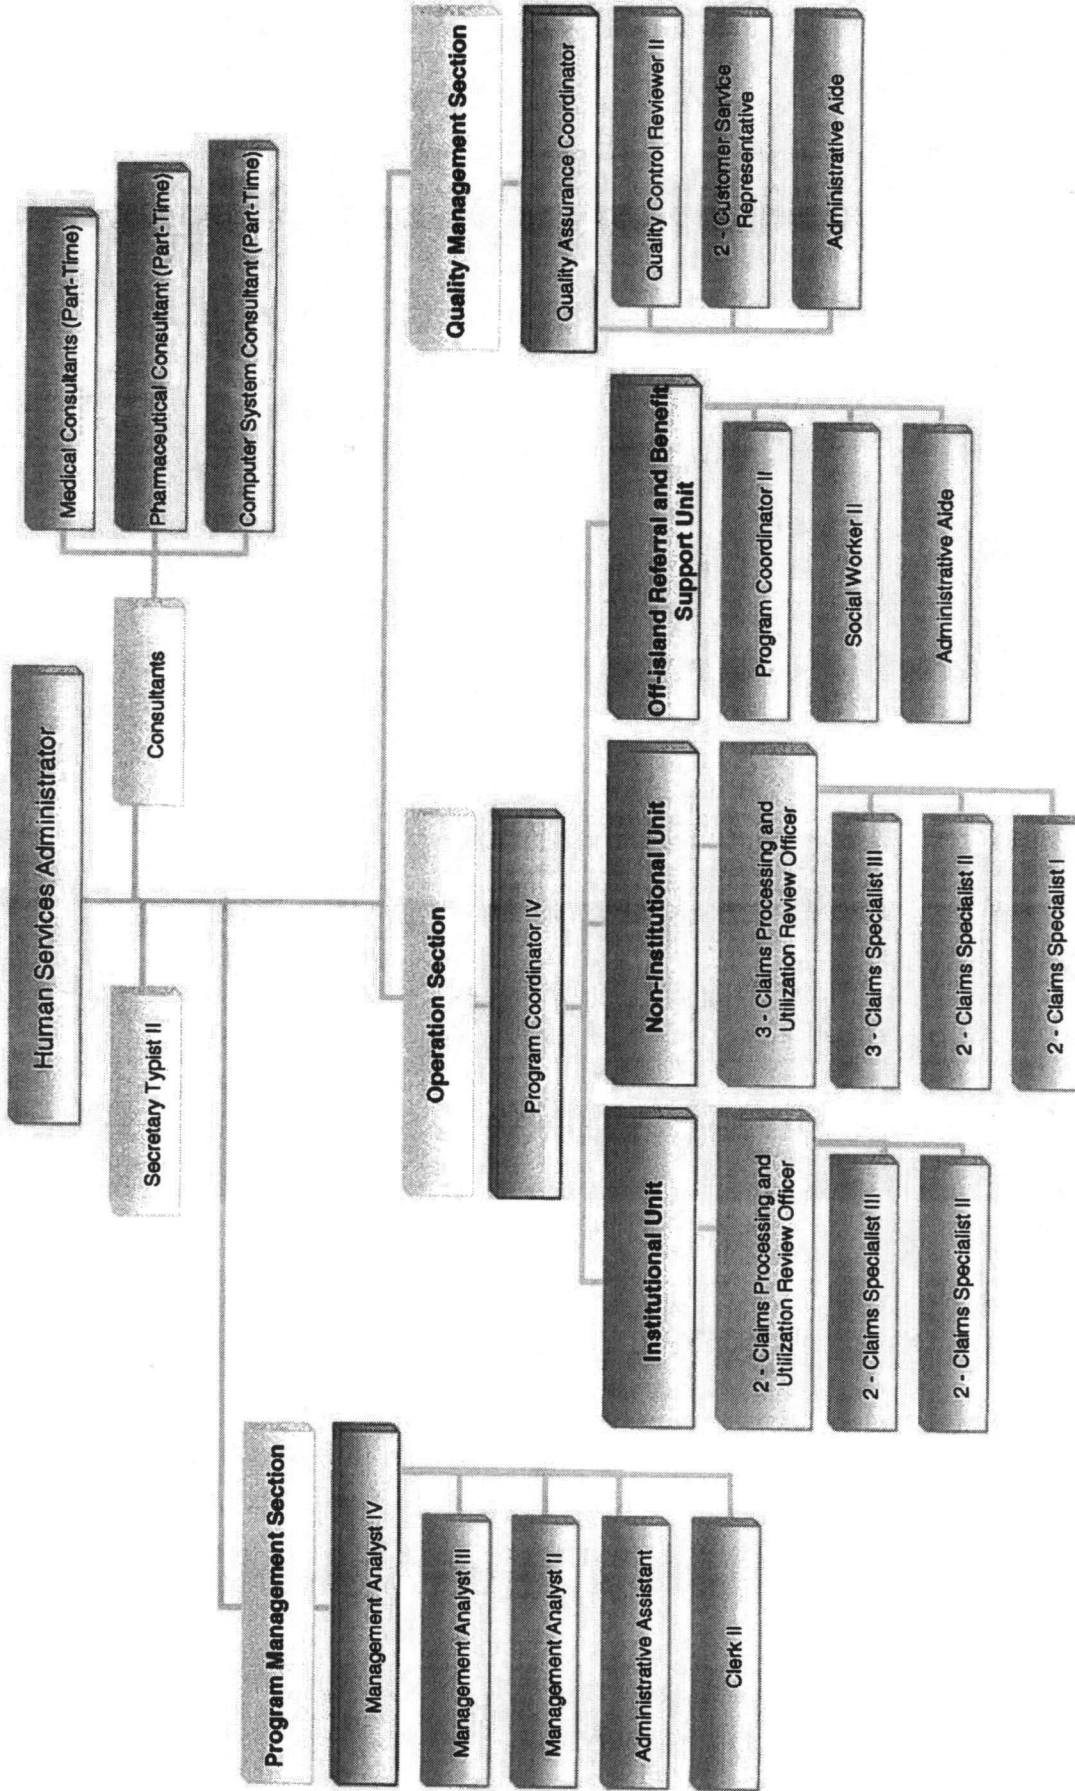 Human Services Administrator
Secretary Typist II
Consultants
Medical Consultants (Part-Time)
Pharmaceutical Consultant (Part-Time)
Computer System Consultant (Part-Time)
Program Management Section
Management Analyst IV
Management Analyst III
Management Analyst II
Administrative Assistant
Clerk II
Operation Section
Program Coordinator IV
Institutional Unit
2 - Claims Processing and
Utilization Review Officer
2 - Claims Specialist III
2 - Claims Specialist II
Non-Institutional Unit
3 - Claims Processing and
Utilization Review Officer
3 - Claims Specialist III
2 - Claims Specialist II
2 - Claims Specialist I
Off-island Referral and Benefit
Support Unit
Program Coordinator II
Social Worker II
Administrative Aide
Quality Management Section
Quality Assurance Coordinator
Quality Control Reviewer II
2 - Customer Service
Representative
Administrative Aide